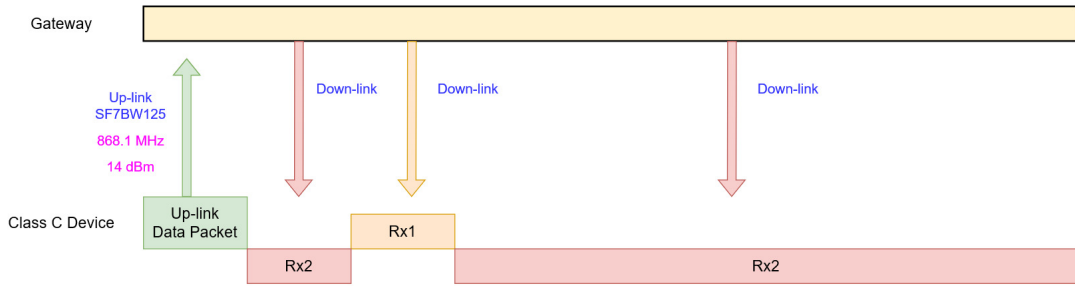 Gateway
Up-link
SF7BW125
868.1 MHz
14 dBm
Down-link
Down-link
Down-link
Class C Device
Up-link
Data Packet
Rx1
Rx2
Rx2